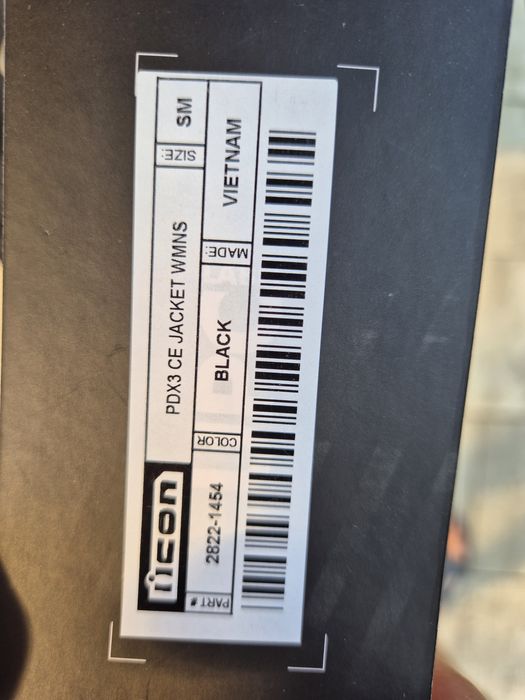 icon
PDX3 CE JACKET WMNS
SIZE:
SM
PART #
2822-1454
COLOR
BLACK
MADE:
VIETNAM